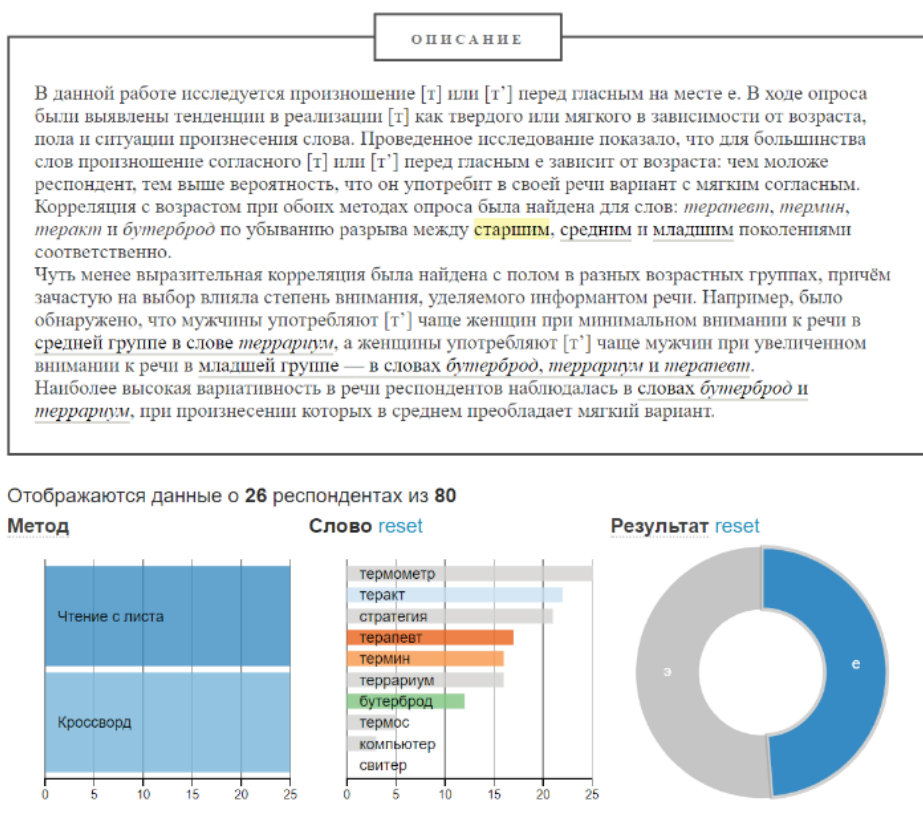 ОПИСАНИЕ
В данной работе исследуется произношение [т] или [т’] перед гласным на месте е. В ходе опроса
были выявлены тенденции в реализации [т] как твердого или мягкого в зависимости от возраста,
пола и ситуации произнесения слова. Проведенное исследование показало, что для большинства
слов произношение согласного [т] или [т’] перед гласным е зависит от возраста: чем моложе
респондент, тем выше вероятность, что он употребит в своей речи вариант с мягким согласным.
Корреляция с возрастом при обоих методах опроса была найдена для слов: терапевт, термин,
теракт и бутерброд по убыванию разрыва между старшим, средним и младшим поколениями
соответственно.
Чуть менее выразительная корреляция была найдена с полом в разных возрастных группах, причём
зачастую на выбор влияла степень внимания, уделяемого информантом речи. Например, было
обнаружено, что мужчины употребляют [т’] чаще женщин при минимальном внимании к речи в
средней группе в слове террариум, а женщины употребляют [т’] чаще мужчин при увеличенном
внимании к речи в младшей группе — в словах бутерброд, террариум и терапевт.
Наиболее высокая вариативность в речи респондентов наблюдалась в словах бутерброд и
террариум, при произнесении которых в среднем преобладает мягкий вариант.
Отображаются данные о 26 респондентах из 80
Метод
Чтение с листа
Кроссворд
0 5 10 15 20 25
Слово reset
термометр
теракт
стратегия
терапевт
термин
террариум
бутерброд
термос
компьютер
свитер
0 5 10 15 20 25
Результат reset
э
е